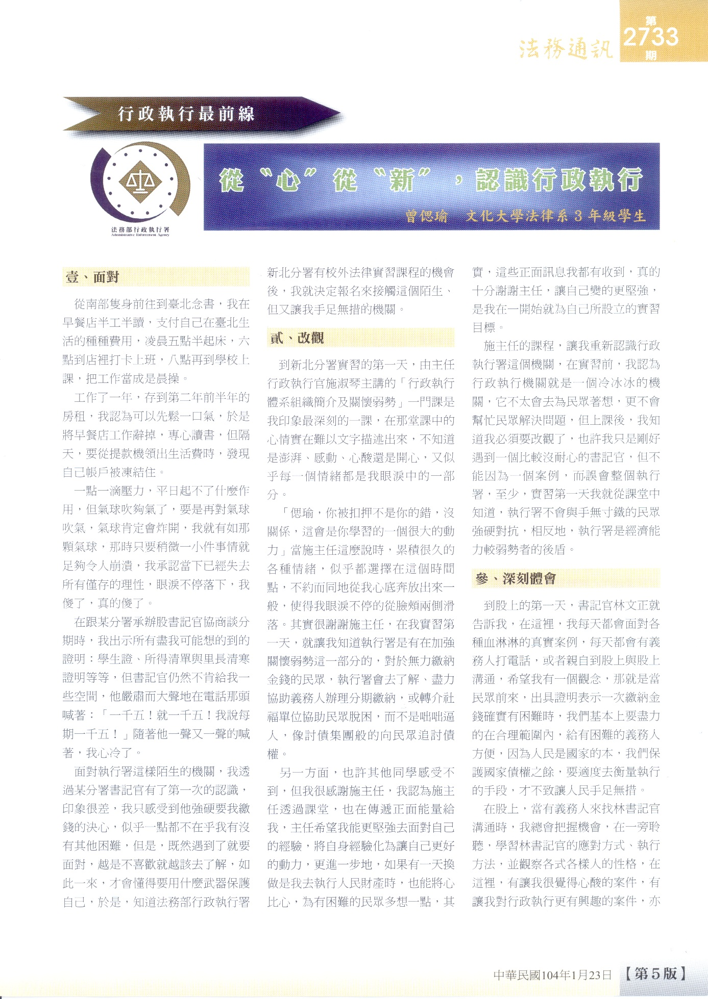 第
2733
期
法務通訊
行政執行最前線
法務部行政執行署
Administrative Enforcement Agency
從〝心〞從〝新〞，認識行政執行
曾偲瑜　文化大學法律系3年級學生
壹、面對
從南部隻身前往到臺北念書，我在
早餐店半工半讀，支付自己在臺北生
活的種種費用，凌晨五點半起床，六
點到店裡打卡上班，八點再到學校上
課，把工作當成是晨操。
工作了一年，存到第二年前半年的
房租，我認為可以先鬆一口氣，於是
將早餐店工作辭掉，專心讀書，但隔
天，要從提款機領出生活費時，發現
自己帳戶被凍結住。
一點一滴壓力，平日起不了什麼作
用，但氣球吹夠氣了，要是再對氣球
吹氣，氣球肯定會炸開，我就有如那
顆氣球，那時只要稍微一小件事情就
足夠令人崩潰，我承認當下已經失去
所有僅存的理性，眼淚不停落下，我
傻了，真的傻了。
在跟某分署承辦股書記官協商談分
期時，我出示所有盡我可能想的到的
證明：學生證、所得清單與里長清寒
證明等等，但書記官仍然不肯給我一
些空間，他嚴肅而大聲地在電話那頭
喊著：「一千五！就一千五！我說每
期一千五！」隨著他一聲又一聲的喊
著，我心冷了。
面對執行署這樣陌生的機關，我透
過某分署書記官有了第一次的認識，
印象很差，我只感受到他強硬要我繳
錢的決心，似乎一點都不在乎我有沒
有其他困難，但是，既然遇到了就要
面對，越是不喜歡就越該去了解，如
此一來，才會懂得要用什麼武器保護
自己，於是，知道法務部行政執行署
新北分署有校外法律實習課程的機會
後，我就決定報名來接觸這個陌生、
但又讓我手足無措的機關。
貳、改觀
到新北分署實習的第一天，由主任
行政執行官施淑琴主講的「行政執行
體系組織簡介及關懷弱勢」一門課是
我印象最深刻的一課，在那堂課中的
心情實在難以文字描述出來，不知道
是澎湃、感動、心酸還是開心，又似
乎每一個情緒都是我眼淚中的一部
分。
「偲瑜，你被扣押不是你的錯，沒
關係，這會是你學習的一個很大的動
力」當施主任這麼說時，累積很久的
各種情緒，似乎都選擇在這個時間
點，不約而同地從我心底奔放出來一
般，使得我眼淚不停的從臉頰兩側滑
落。其實很謝謝施主任，在我實習第
一天，就讓我知道執行署是有在加強
關懷弱勢這一部分的，對於無力繳納
金錢的民眾，執行署會去了解、盡力
協助義務人辦理分期繳納，或轉介社
福單位協助民眾脫困，而不是咄咄逼
人，像討債集團般的向民眾追討債
權。
另一方面，也許其他同學感受不
到，但我很感謝施主任，我認為施主
任透過課堂，也在傳遞正面能量給
我，主任希望我能更堅強去面對自己
的經驗，將自身經驗化為讓自己更好
的動力，更進一步地，如果有一天換
做是我去執行人民財產時，也能將心
比心，為有困難的民眾多想一點，其
實，這些正面訊息我都有收到，真的
十分謝謝主任，讓自己變的更堅強，
是我在一開始就為自己所設立的實習
目標。
施主任的課程，讓我重新認識行政
執行署這個機關，在實習前，我認為
行政執行機關就是一個冷冰冰的機
關，它不太會去為民眾著想，更不會
幫忙民眾解決問題，但上課後，我知
道我必須要改觀了，也許我只是剛好
遇到一個比較沒耐心的書記官，但不
能因為一個案例，而誤會整個執行
署，至少，實習第一天我就從課堂中
知道，執行署不會與手無寸鐵的民眾
強硬對抗，相反地，執行署是經濟能
力較弱勢者的後盾。
參、深刻體會
到股上的第一天，書記官林文正就
告訴我，在這裡，我每天都會面對各
種血淋淋的真實案例，每天都會有義
務人打電話，或者親自到股上與股上
溝通，希望我有一個觀念，那就是當
民眾前來，出具證明表示一次繳納金
錢確實有困難時，我們基本上要盡力
的在合理範圍內，給有困難的義務人
方便，因為人民是國家的本，我們保
護國家債權之餘，要適度去衡量執行
的手段，才不致讓人民手足無措。
在股上，當有義務人來找林書記官
溝通時，我總會把握機會，在一旁聆
聽，學習林書記官的應對方式、執行
方法，並觀察各式各樣人的性格，在
這裡，有讓我很覺得心酸的案件，有
讓我對行政執行更有興趣的案件，亦
中華民國104年1月23日
【第5版】